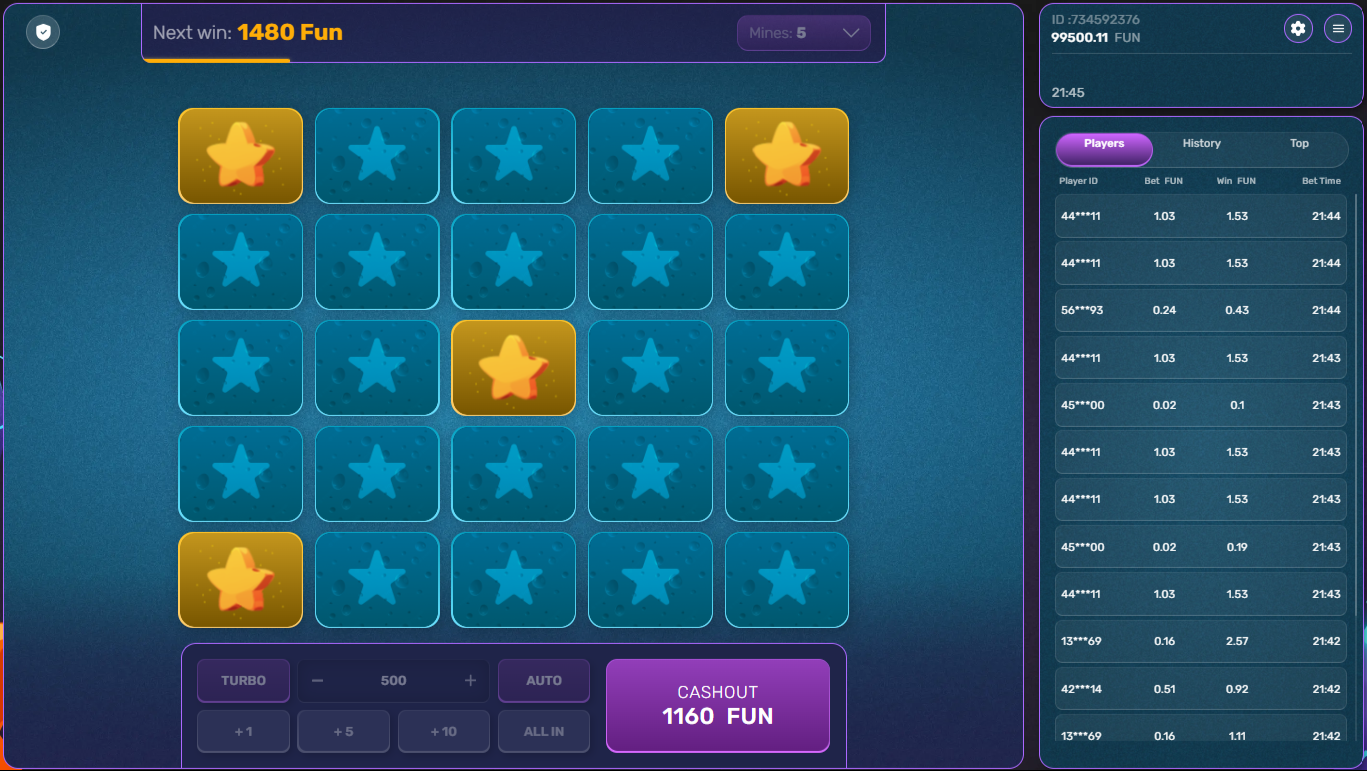 Next win: 1480 Fun
Mines: 5
TURBO
500
AUTO
+ 1
+ 5
+ 10
ALL IN
CASHOUT
1160 FUN
ID :734592376
99500.11 FUN
21:45
Players History Top
Player ID Bet FUN Win FUN Bet Time
44***11 1.03 1.53 21:44
44***11 1.03 1.53 21:44
56***93 0.24 0.43 21:44
44***11 1.03 1.53 21:43
45***00 0.02 0.1 21:43
44***11 1.03 1.53 21:43
44***11 1.03 1.53 21:43
45***00 0.02 0.19 21:43
44***11 1.03 1.53 21:43
13***69 0.16 2.57 21:42
42***14 0.51 0.92 21:42
13***69 0.16 1.11 21:42